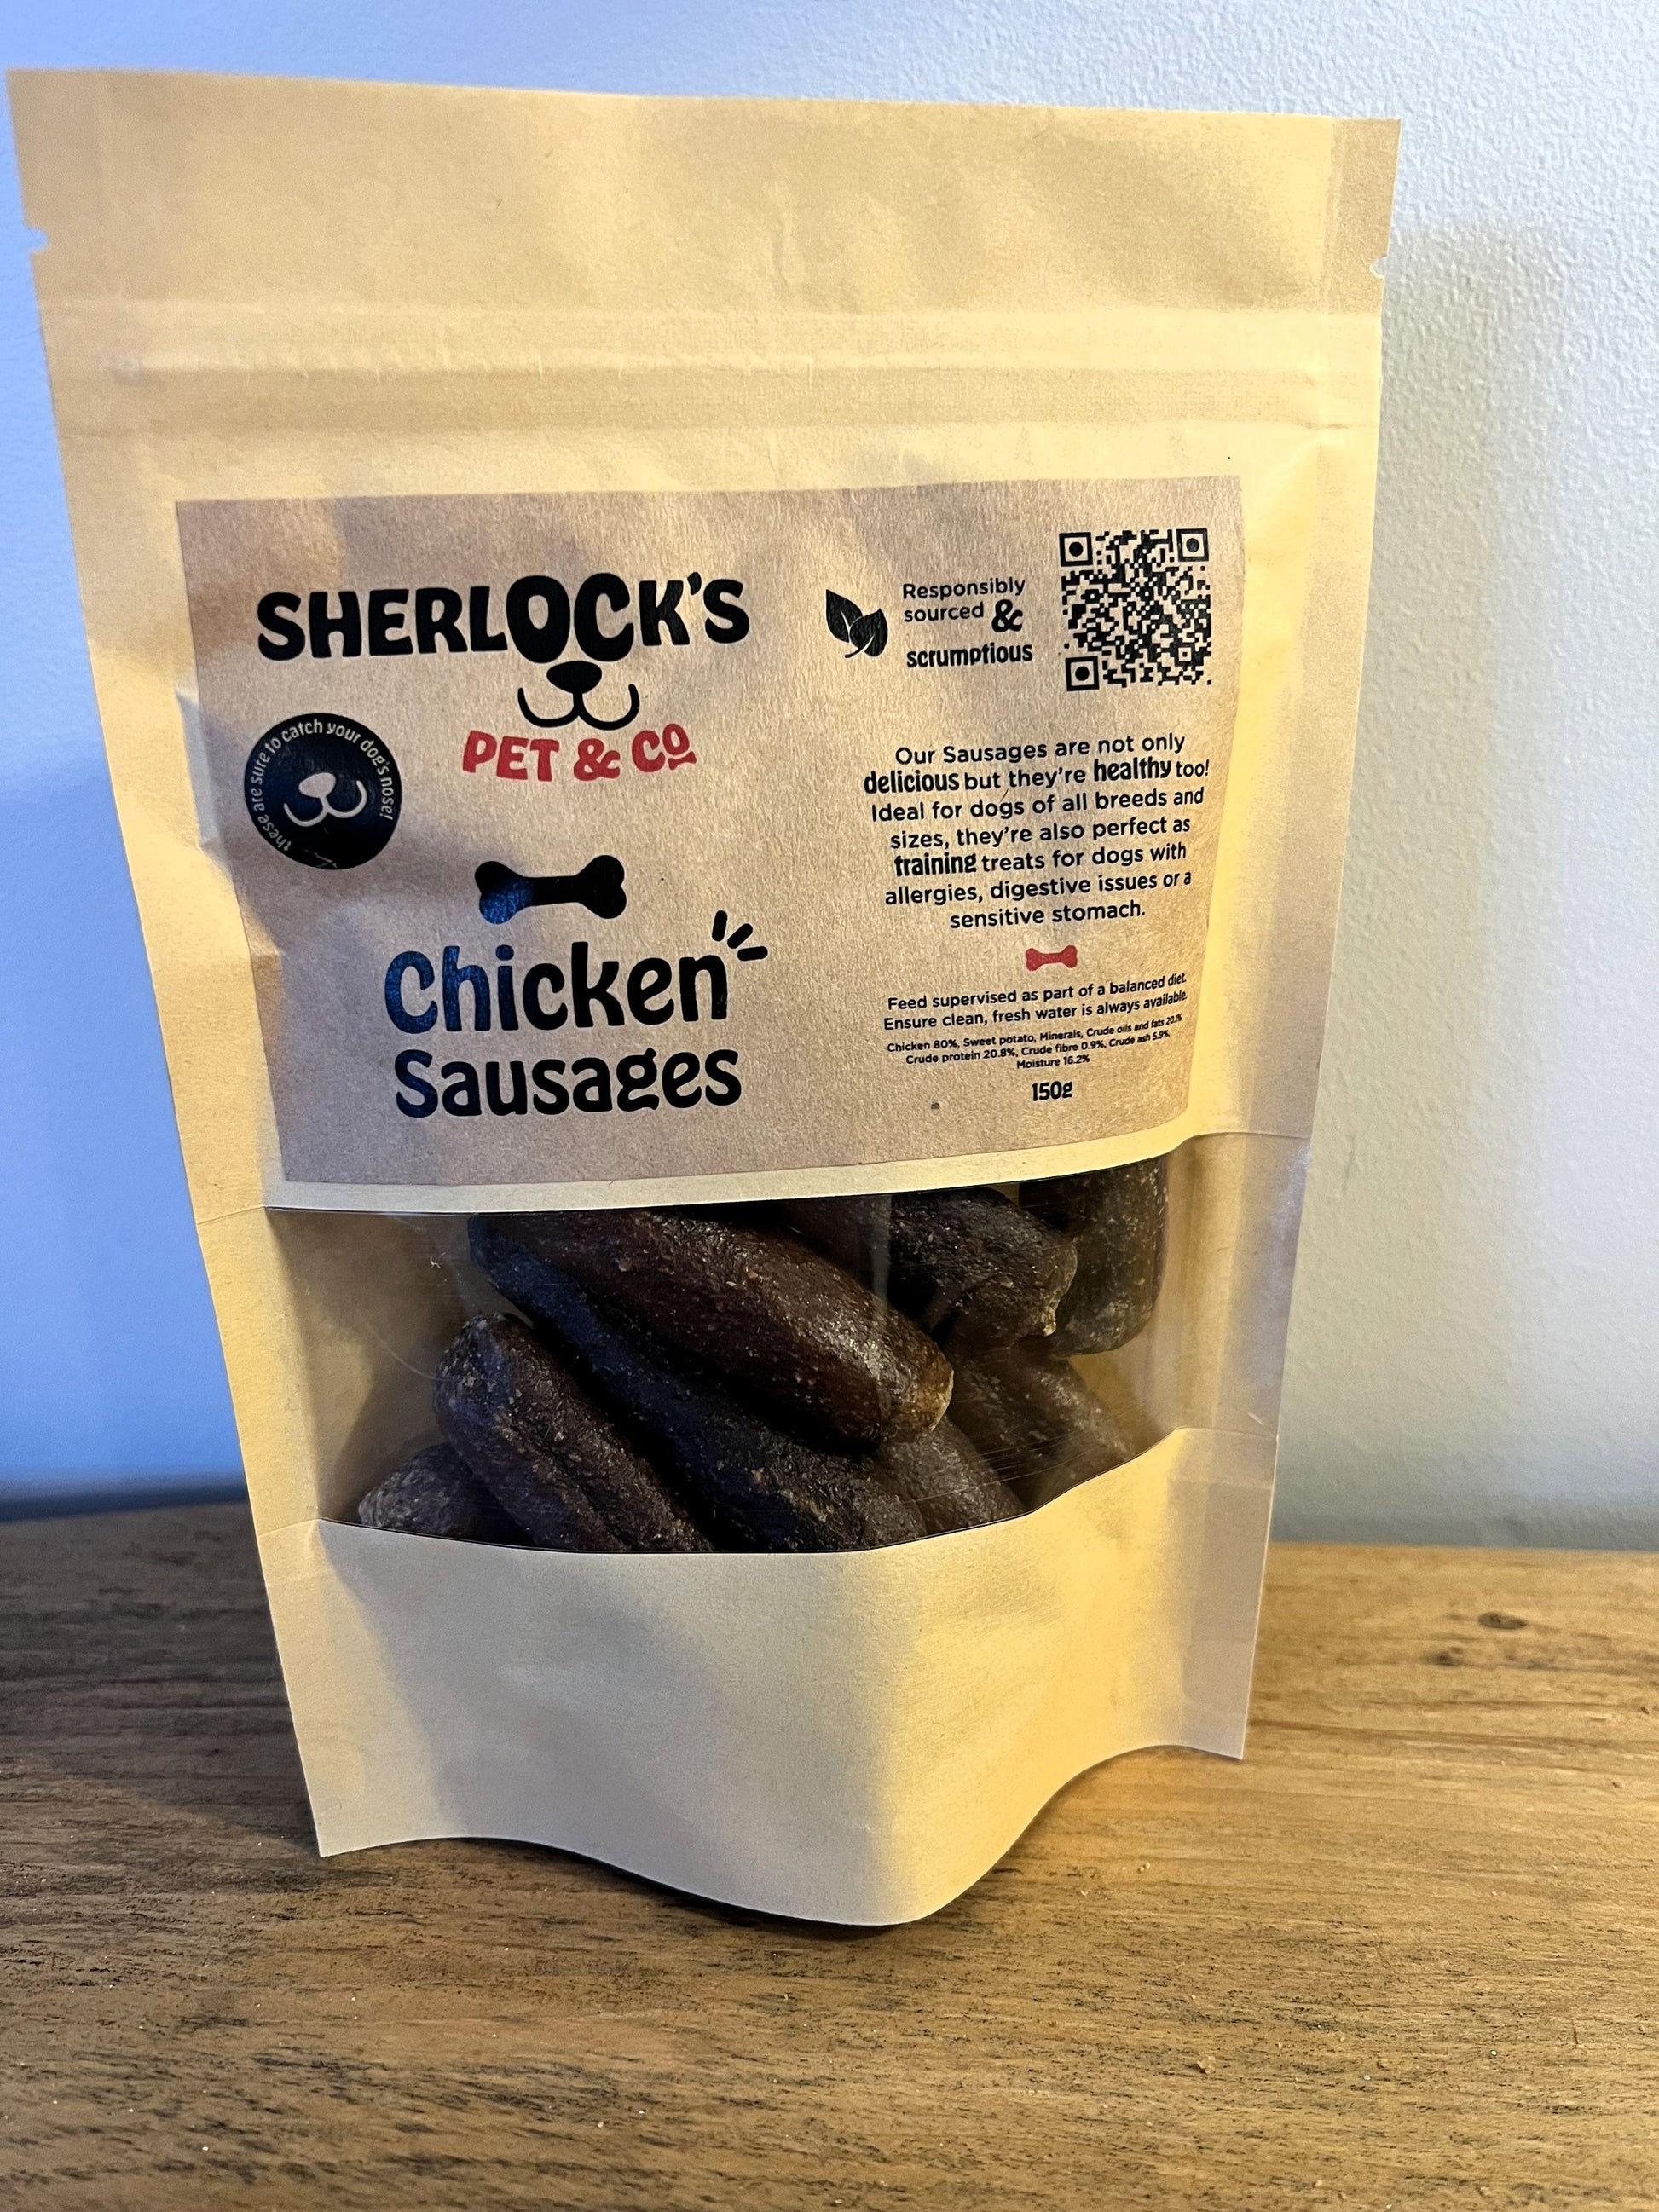 SHERLOCK'S
PET & CO
these are sure to catch your dog's nose!
Chicken
Sausages
Responsibly
sourced &
scrumptious
Our Sausages are not only
delicious but they're healthy too!
Ideal for dogs of all breeds and
sizes, they're also perfect as
training treats for dogs with
allergies, digestive issues or a
sensitive stomach.
Feed supervised as part of a balanced diet.
Ensure clean, fresh water is always available.
Chicken 80%, Sweet potato, Minerals, Crude oils and fats 20.1%
Crude protein 20.8%, Crude fibre 0.9%, Crude ash 5.9%,
Moisture 16.2%
150g